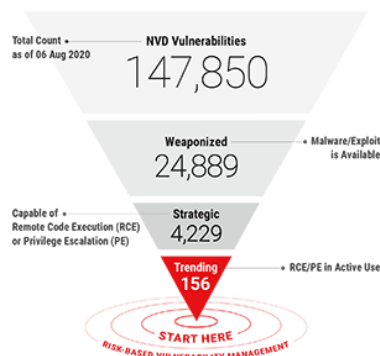 Total Count
as of 06 Aug 2020
NVD Vulnerabilities
147,850
Weaponized
24,889
Malware/Exploit
is Available
Capable of
Remote Code Execution (RCE)
or Privilege Escalation (PE)
Strategic
4,229
Trending
156
RCE/PE in Active Use
START HERE
RISK-BASED VULNERABILITY MANAGEMENT